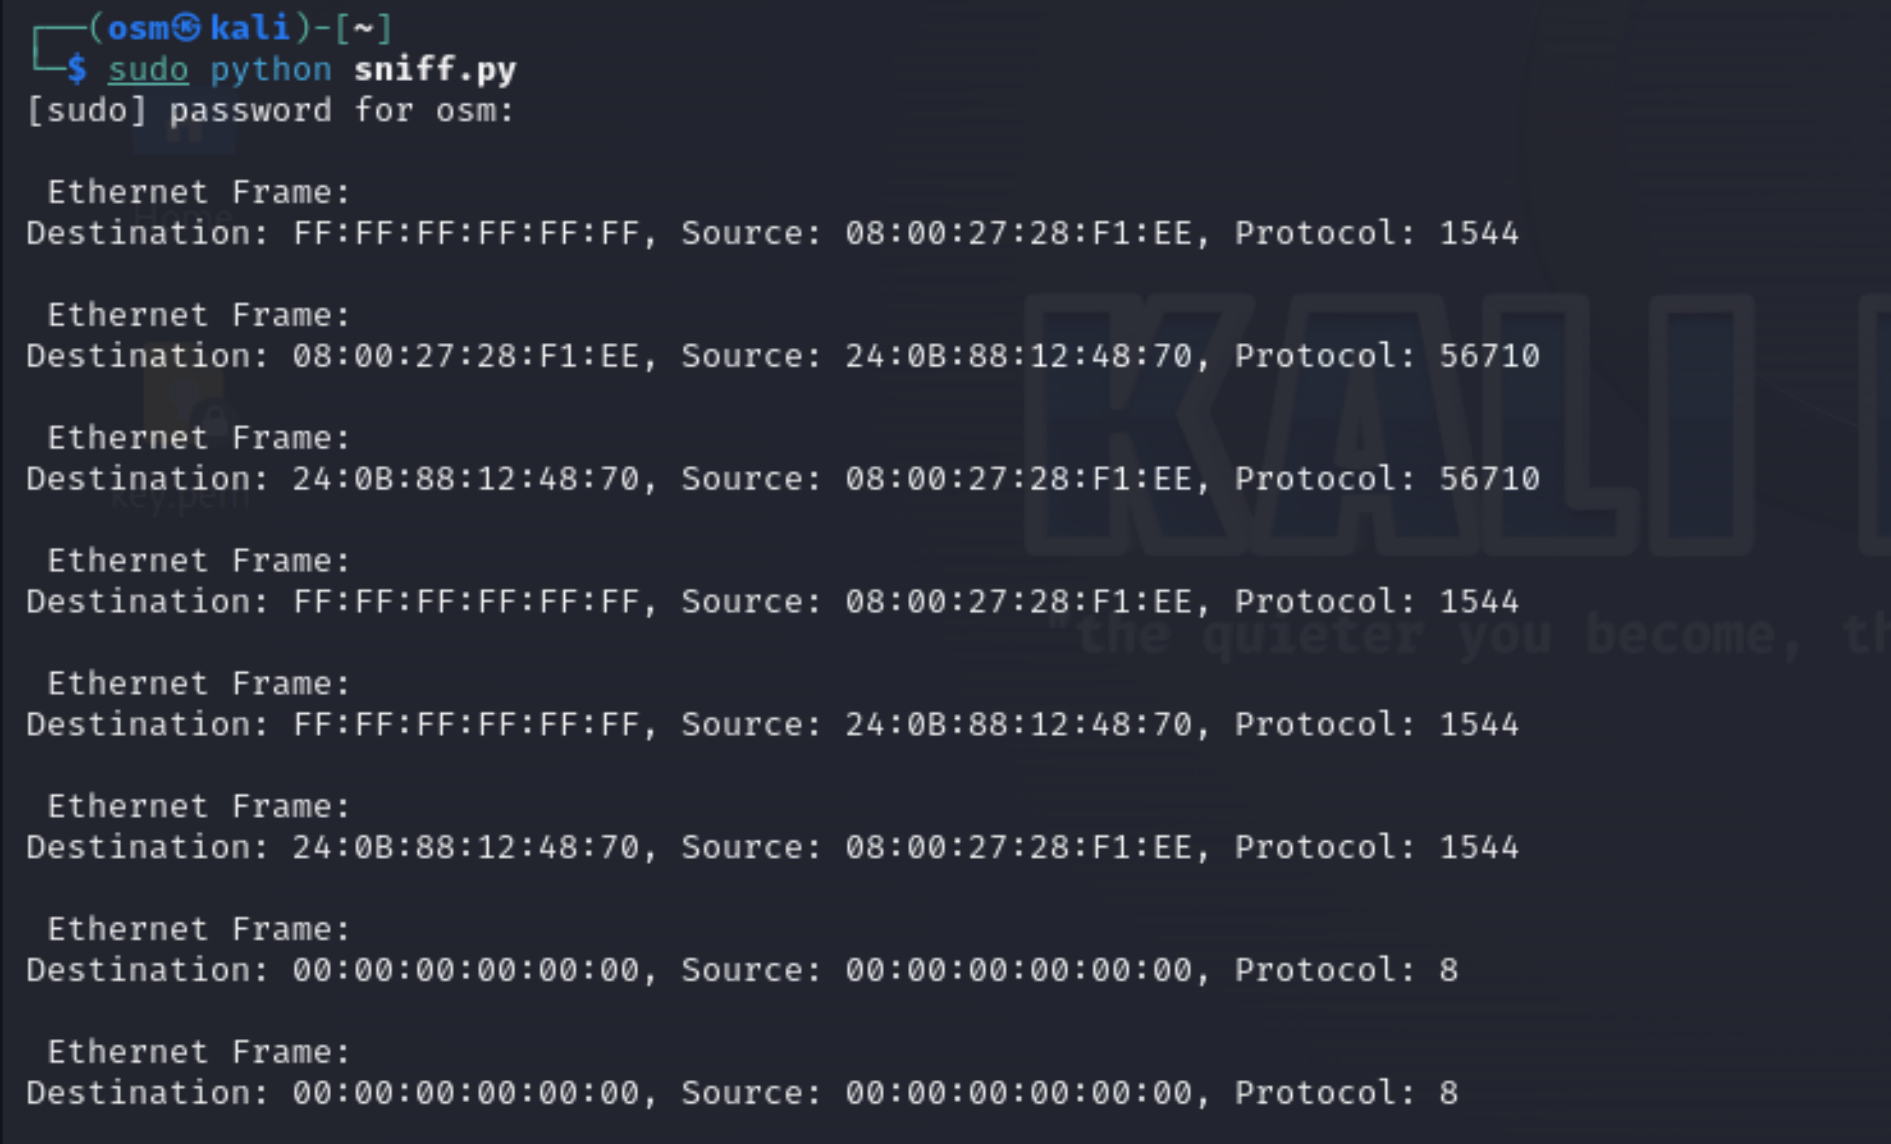 (osm㉿kali)-[~]
$ sudo python sniff.py
[sudo] password for osm:
Ethernet Frame:
Destination: FF:FF:FF:FF:FF:FF, Source: 08:00:27:28:F1:EE, Protocol: 1544
Ethernet Frame:
Destination: 08:00:27:28:F1:EE, Source: 24:0B:88:12:48:70, Protocol: 56710
Ethernet Frame:
Destination: 24:0B:88:12:48:70, Source: 08:00:27:28:F1:EE, Protocol: 56710
Ethernet Frame:
Destination: FF:FF:FF:FF:FF:FF, Source: 08:00:27:28:F1:EE, Protocol: 1544
Ethernet Frame:
Destination: FF:FF:FF:FF:FF:FF, Source: 24:0B:88:12:48:70, Protocol: 1544
Ethernet Frame:
Destination: 24:0B:88:12:48:70, Source: 08:00:27:28:F1:EE, Protocol: 1544
Ethernet Frame:
Destination: 00:00:00:00:00:00, Source: 00:00:00:00:00:00, Protocol: 8
Ethernet Frame:
Destination: 00:00:00:00:00:00, Source: 00:00:00:00:00:00, Protocol: 8
Home
key.pem
KALI
"the quieter you become, th